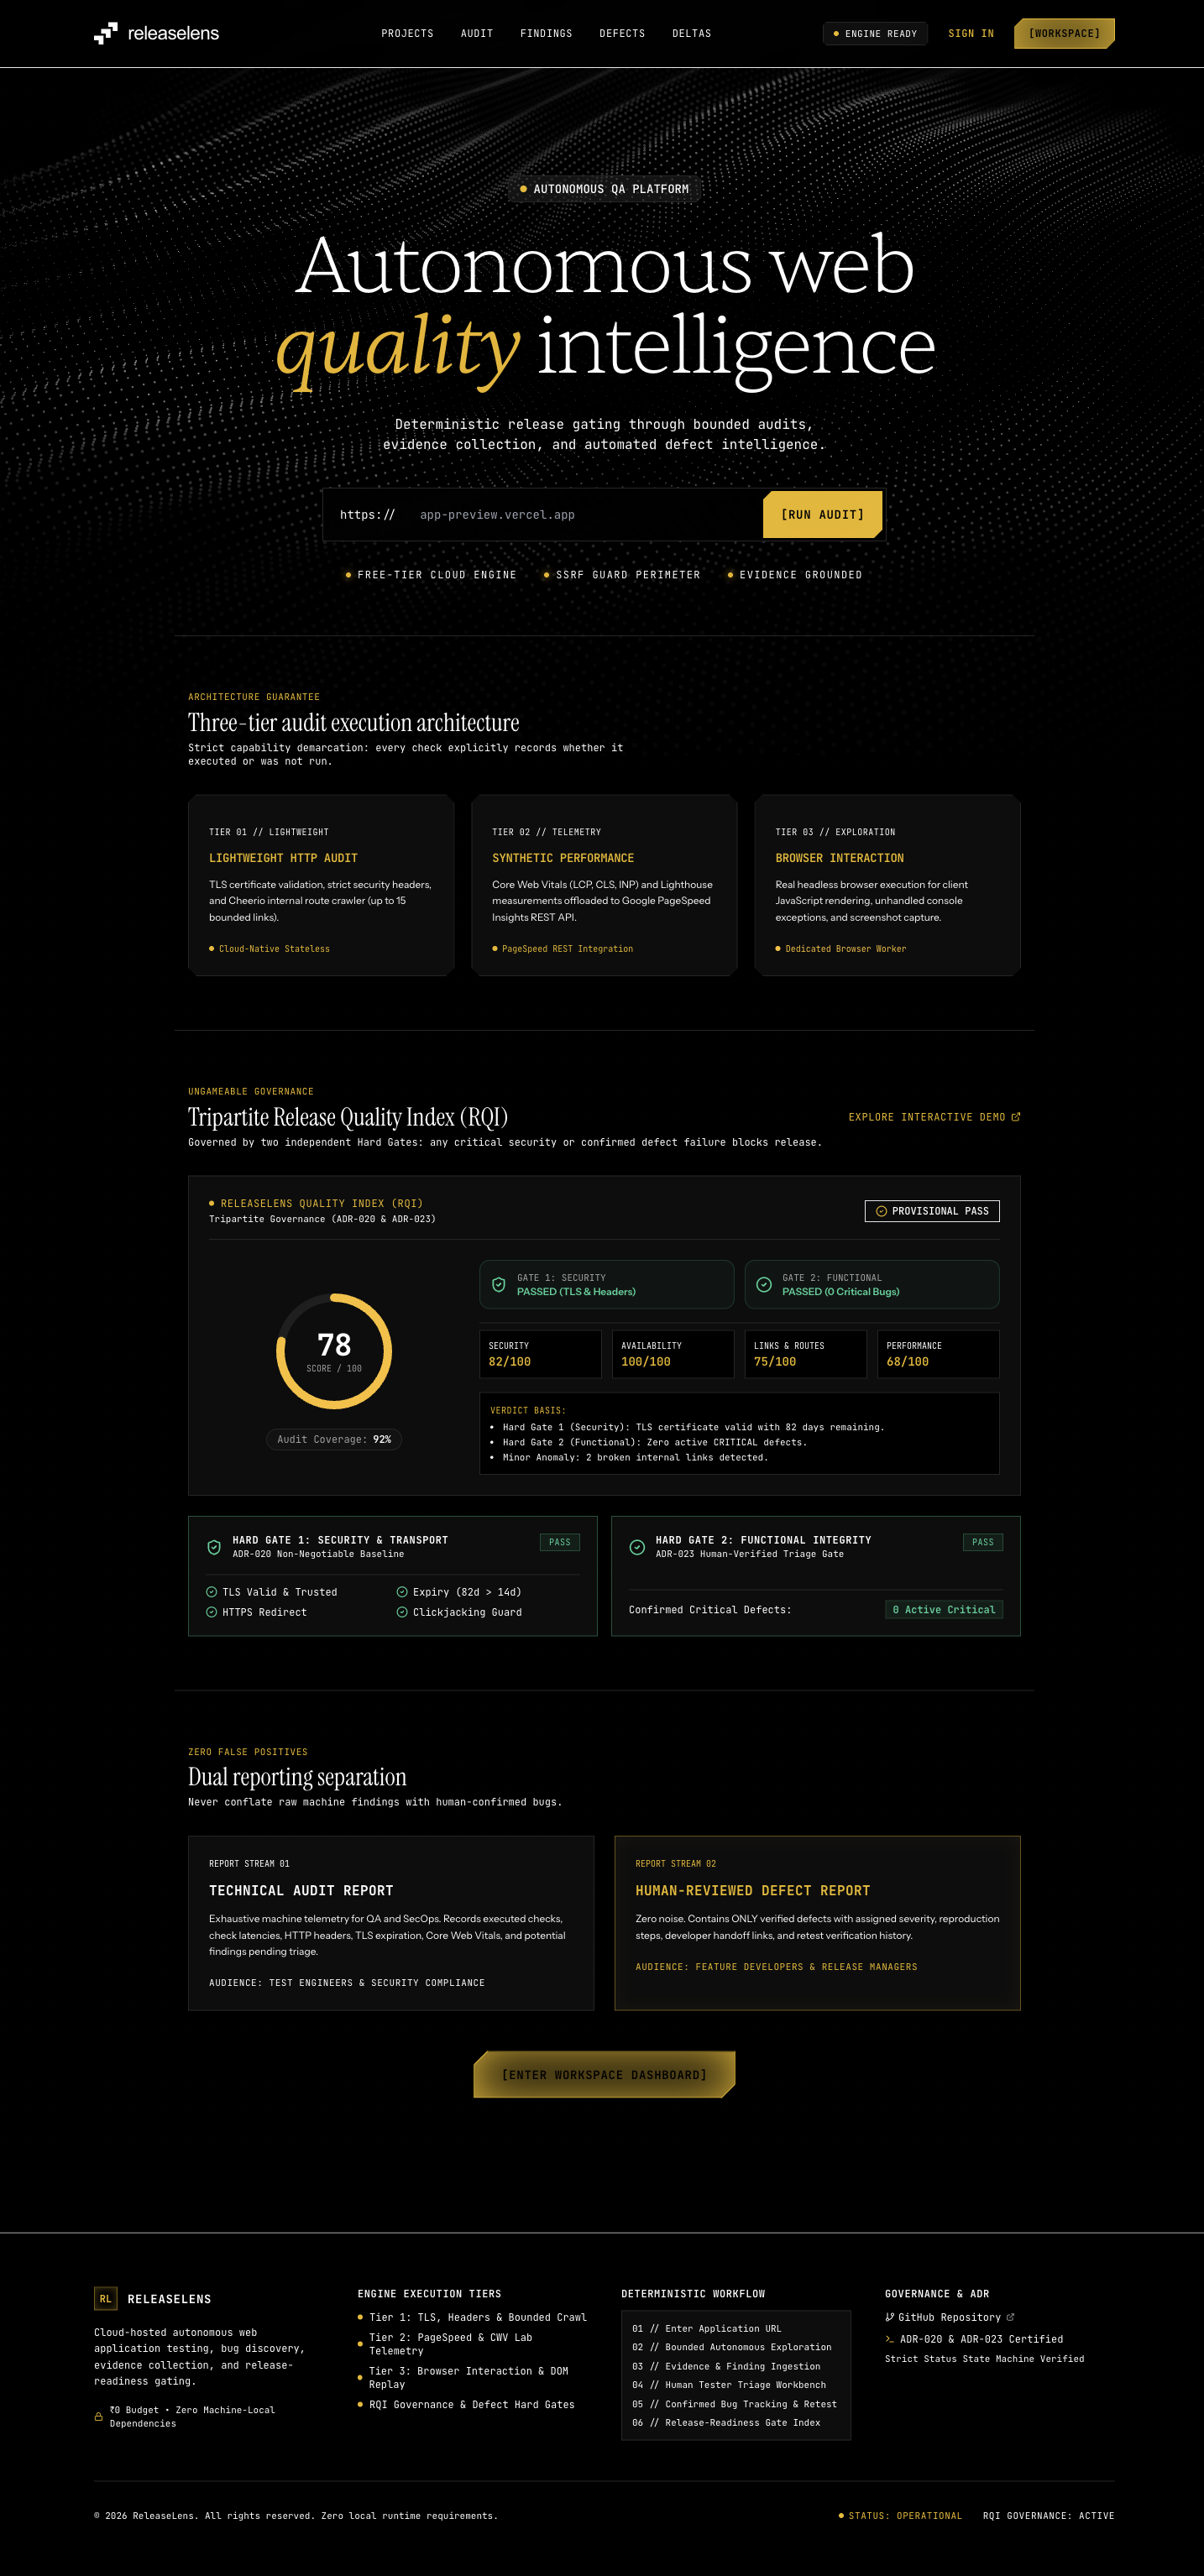 releaselens
PROJECTS AUDIT FINDINGS DEFECTS DELTAS
ENGINE READY
SIGN IN
[WORKSPACE]
AUTONOMOUS QA PLATFORM
Autonomous web
quality intelligence
Deterministic release gating through bounded audits,
evidence collection, and automated defect intelligence.
https:// app-preview.vercel.app
[RUN AUDIT]
FREE-TIER CLOUD ENGINE
SSRF GUARD PERIMETER
EVIDENCE GROUNDED
ARCHITECTURE GUARANTEE
Three-tier audit execution architecture
Strict capability demarcation: every check explicitly records whether it
executed or was not run.
TIER 01 // LIGHTWEIGHT
LIGHTWEIGHT HTTP AUDIT
TLS certificate validation, strict security headers,
and Cheerio internal route crawler (up to 15
bounded links).
Cloud-Native Stateless
TIER 02 // TELEMETRY
SYNTHETIC PERFORMANCE
Core Web Vitals (LCP, CLS, INP) and Lighthouse
measurements offloaded to Google PageSpeed
Insights REST API.
PageSpeed REST Integration
TIER 03 // EXPLORATION
BROWSER INTERACTION
Real headless browser execution for client
JavaScript rendering, unhandled console
exceptions, and screenshot capture.
Dedicated Browser Worker
UNGAMEABLE GOVERNANCE
Tripartite Release Quality Index (RQI)
Governed by two independent Hard Gates: any critical security or confirmed defect failure blocks release.
EXPLORE INTERACTIVE DEMO
RELEASELENS QUALITY INDEX (RQI)
Tripartite Governance (ADR-020 & ADR-023)
PROVISIONAL PASS
78
SCORE / 100
Audit Coverage: 92%
GATE 1: SECURITY
PASSED (TLS & Headers)
GATE 2: FUNCTIONAL
PASSED (0 Critical Bugs)
SECURITY
82/100
AVAILABILITY
100/100
LINKS & ROUTES
75/100
PERFORMANCE
68/100
VERDICT BASIS:
• Hard Gate 1 (Security): TLS certificate valid with 82 days remaining.
• Hard Gate 2 (Functional): Zero active CRITICAL defects.
• Minor Anomaly: 2 broken internal links detected.
HARD GATE 1: SECURITY & TRANSPORT
ADR-020 Non-Negotiable Baseline
PASS
TLS Valid & Trusted
Expiry (82d > 14d)
HTTPS Redirect
Clickjacking Guard
HARD GATE 2: FUNCTIONAL INTEGRITY
ADR-023 Human-Verified Triage Gate
PASS
Confirmed Critical Defects:
0 Active Critical
ZERO FALSE POSITIVES
Dual reporting separation
Never conflate raw machine findings with human-confirmed bugs.
REPORT STREAM 01
TECHNICAL AUDIT REPORT
Exhaustive machine telemetry for QA and SecOps. Records executed checks,
check latencies, HTTP headers, TLS expiration, Core Web Vitals, and potential
findings pending triage.
AUDIENCE: TEST ENGINEERS & SECURITY COMPLIANCE
REPORT STREAM 02
HUMAN-REVIEWED DEFECT REPORT
Zero noise. Contains ONLY verified defects with assigned severity, reproduction
steps, developer handoff links, and retest verification history.
AUDIENCE: FEATURE DEVELOPERS & RELEASE MANAGERS
[ENTER WORKSPACE DASHBOARD]
RL RELEASELENS
Cloud-hosted autonomous web
application testing, bug discovery,
evidence collection, and release-
readiness gating.
₹0 Budget • Zero Machine-Local
Dependencies
ENGINE EXECUTION TIERS
Tier 1: TLS, Headers & Bounded Crawl
Tier 2: PageSpeed & CWV Lab
Telemetry
Tier 3: Browser Interaction & DOM
Replay
RQI Governance & Defect Hard Gates
DETERMINISTIC WORKFLOW
01 // Enter Application URL
02 // Bounded Autonomous Exploration
03 // Evidence & Finding Ingestion
04 // Human Tester Triage Workbench
05 // Confirmed Bug Tracking & Retest
06 // Release-Readiness Gate Index
GOVERNANCE & ADR
GitHub Repository
ADR-020 & ADR-023 Certified
Strict Status State Machine Verified
© 2026 ReleaseLens. All rights reserved. Zero local runtime requirements.
STATUS: OPERATIONAL
RQI GOVERNANCE: ACTIVE